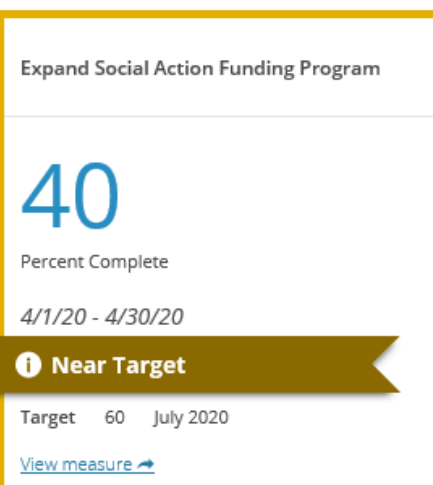 Expand Social Action Funding Program
40
Percent Complete
4/1/20 - 4/30/20
Near Target
Target 60 July 2020
View measure